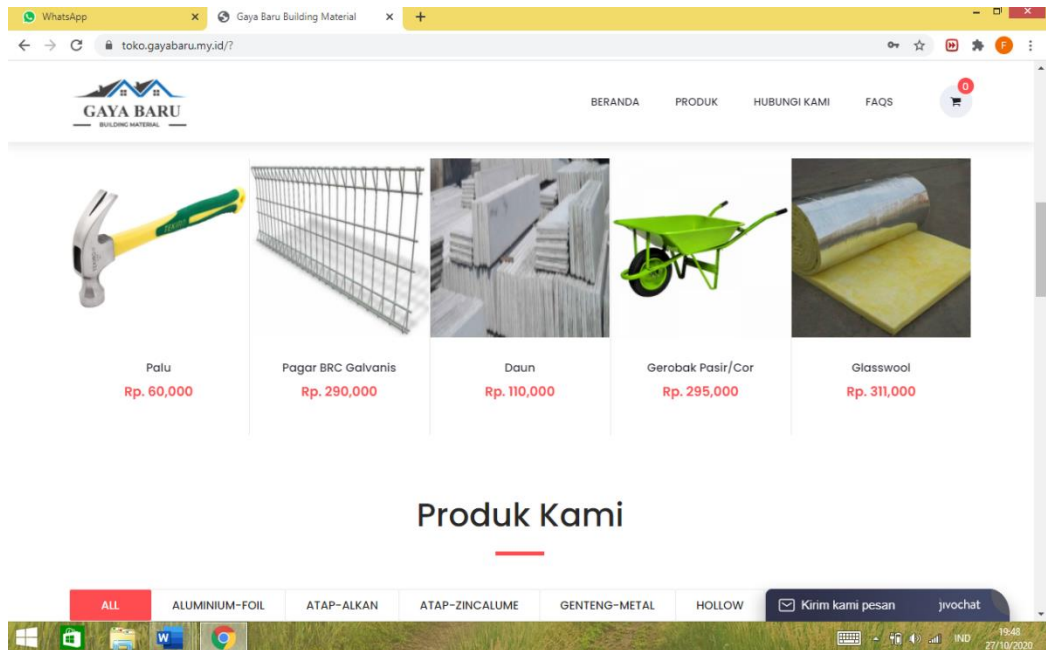 WhatsApp
Gaya Baru Building Material
toko.gayabaru.my.id/?
F
GAYA BARU
BUILDING MATERIAL
BERANDA
PRODUK
HUBUNGI KAMI
FAQS
0
Palu
Pagar BRC Galvanis
Daun
Gerobak Pasir/Cor
Glasswool
Rp. 60,000
Rp. 290,000
Rp. 110,000
Rp. 295,000
Rp. 311,000
Produk Kami
ALL
ALUMINIUM-FOIL
ATAP-ALKAN
ATAP-ZINCALUME
GENTENG-METAL
HOLLOW
Kirim kami pesan
jivochat
IND
19:48
27/10/2020